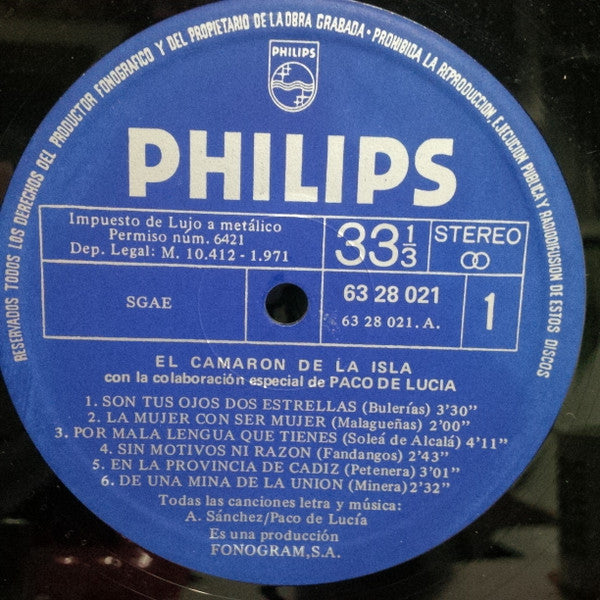 RESERVADOS TODOS LOS DERECHOS DEL PRODUCTOR FONOGRAFICO Y DEL PROPIETARIO DE LA OBRA GRABADA · PROHIBIDA LA REPRODUCCION, EJECUCION PUBLICA Y RADIODIFUSION DE ESTOS DISCOS
PHILIPS
PHILIPS
Impuesto de Lujo a metálico
Permiso núm. 6421
Dep. Legal: M. 10.412 - 1.971
33 1/3
STEREO
SGAE
63 28 021
63 28 021. A.
1
EL CAMARON DE LA ISLA
con la colaboración especial de PACO DE LUCIA
1. SON TUS OJOS DOS ESTRELLAS (Bulerías) 3'30"
2. LA MUJER CON SER MUJER (Malagueñas) 2'00"
3. POR MALA LENGUA QUE TIENES (Soleá de Alcalá) 4'11"
4. SIN MOTIVOS NI RAZON (Fandangos) 2'43"
5. EN LA PROVINCIA DE CADIZ (Petenera) 3'01"
6. DE UNA MINA DE LA UNION (Minera) 2'32"
Todas las canciones letra y música:
A. Sánchez/Paco de Lucía
Es una producción
FONOGRAM, S.A.